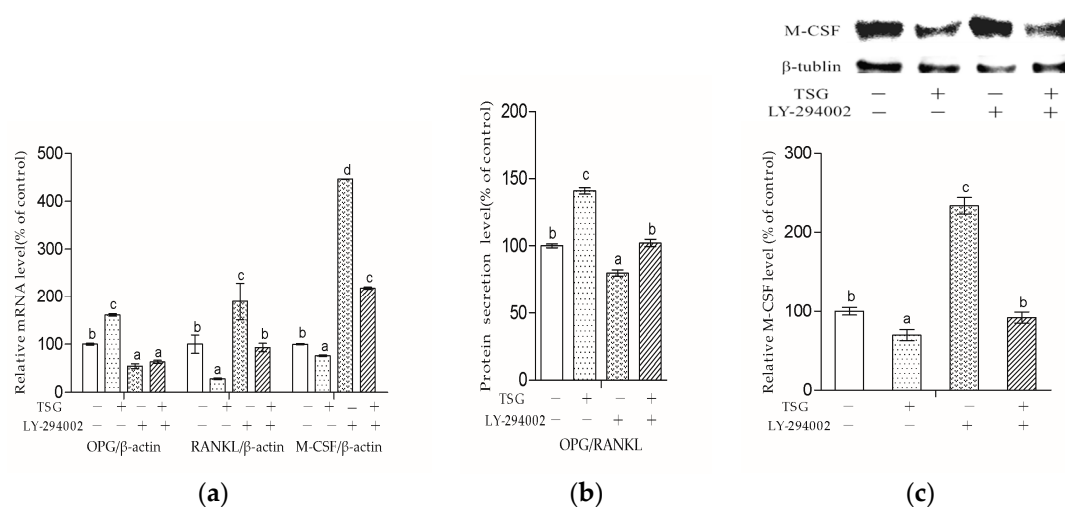 Relative mRNA level(% of control)
500
400
300
200
100
0
b
c
a
a
b
a
c
c
b
a
d
c
TSG
– + – + – + – + – + – +
LY-294002
– – + + – – + + – – + +
OPG/β-actin RANKL/β-actin M-CSF/β-actin
(a)
Protein secretion level(% of control)
200
150
100
50
0
b
c
a
b
TSG
– + – +
LY-294002
– – + +
OPG/RANKL
(b)
M-CSF
β-tublin
TSG – + – +
LY-294002 – – + +
Relative M-CSF level (% of control)
300
200
100
0
b
a
c
b
TSG
– + – +
LY-294002
– – + +
(c)